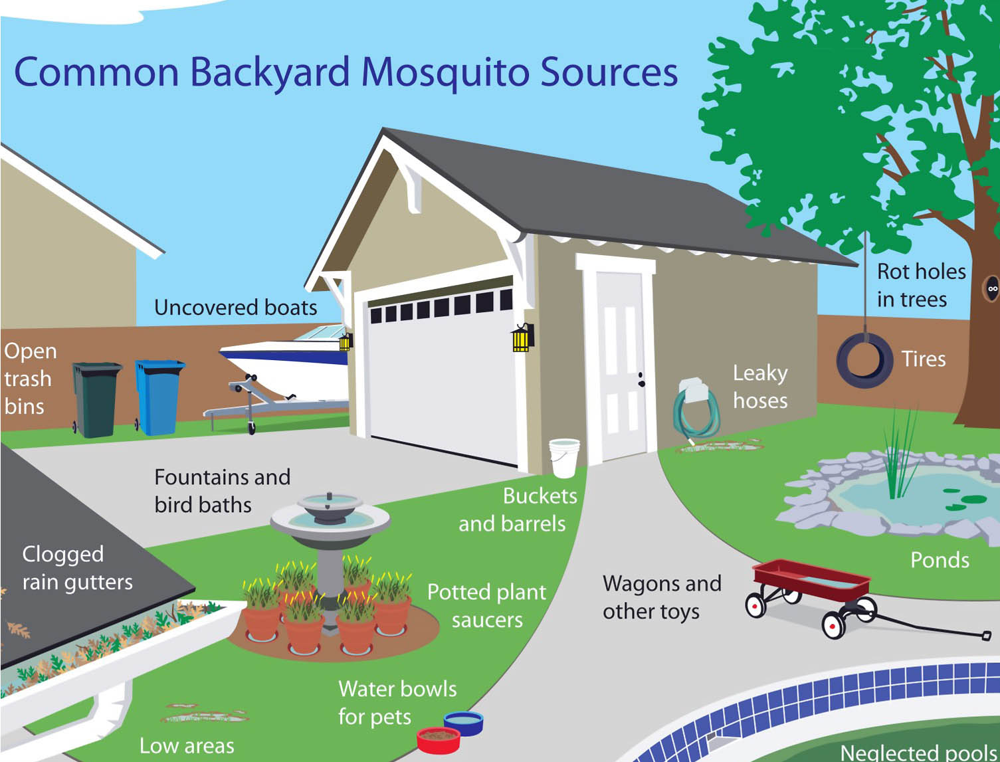 Common Backyard Mosquito Sources
Rot holes
in trees
Uncovered boats
Open
trash
bins
Tires
Leaky
hoses
Fountains and
bird baths
Buckets
and barrels
Clogged
rain gutters
Ponds
Wagons and
other toys
Potted plant
saucers
Water bowls
for pets
Low areas
Neglected pools